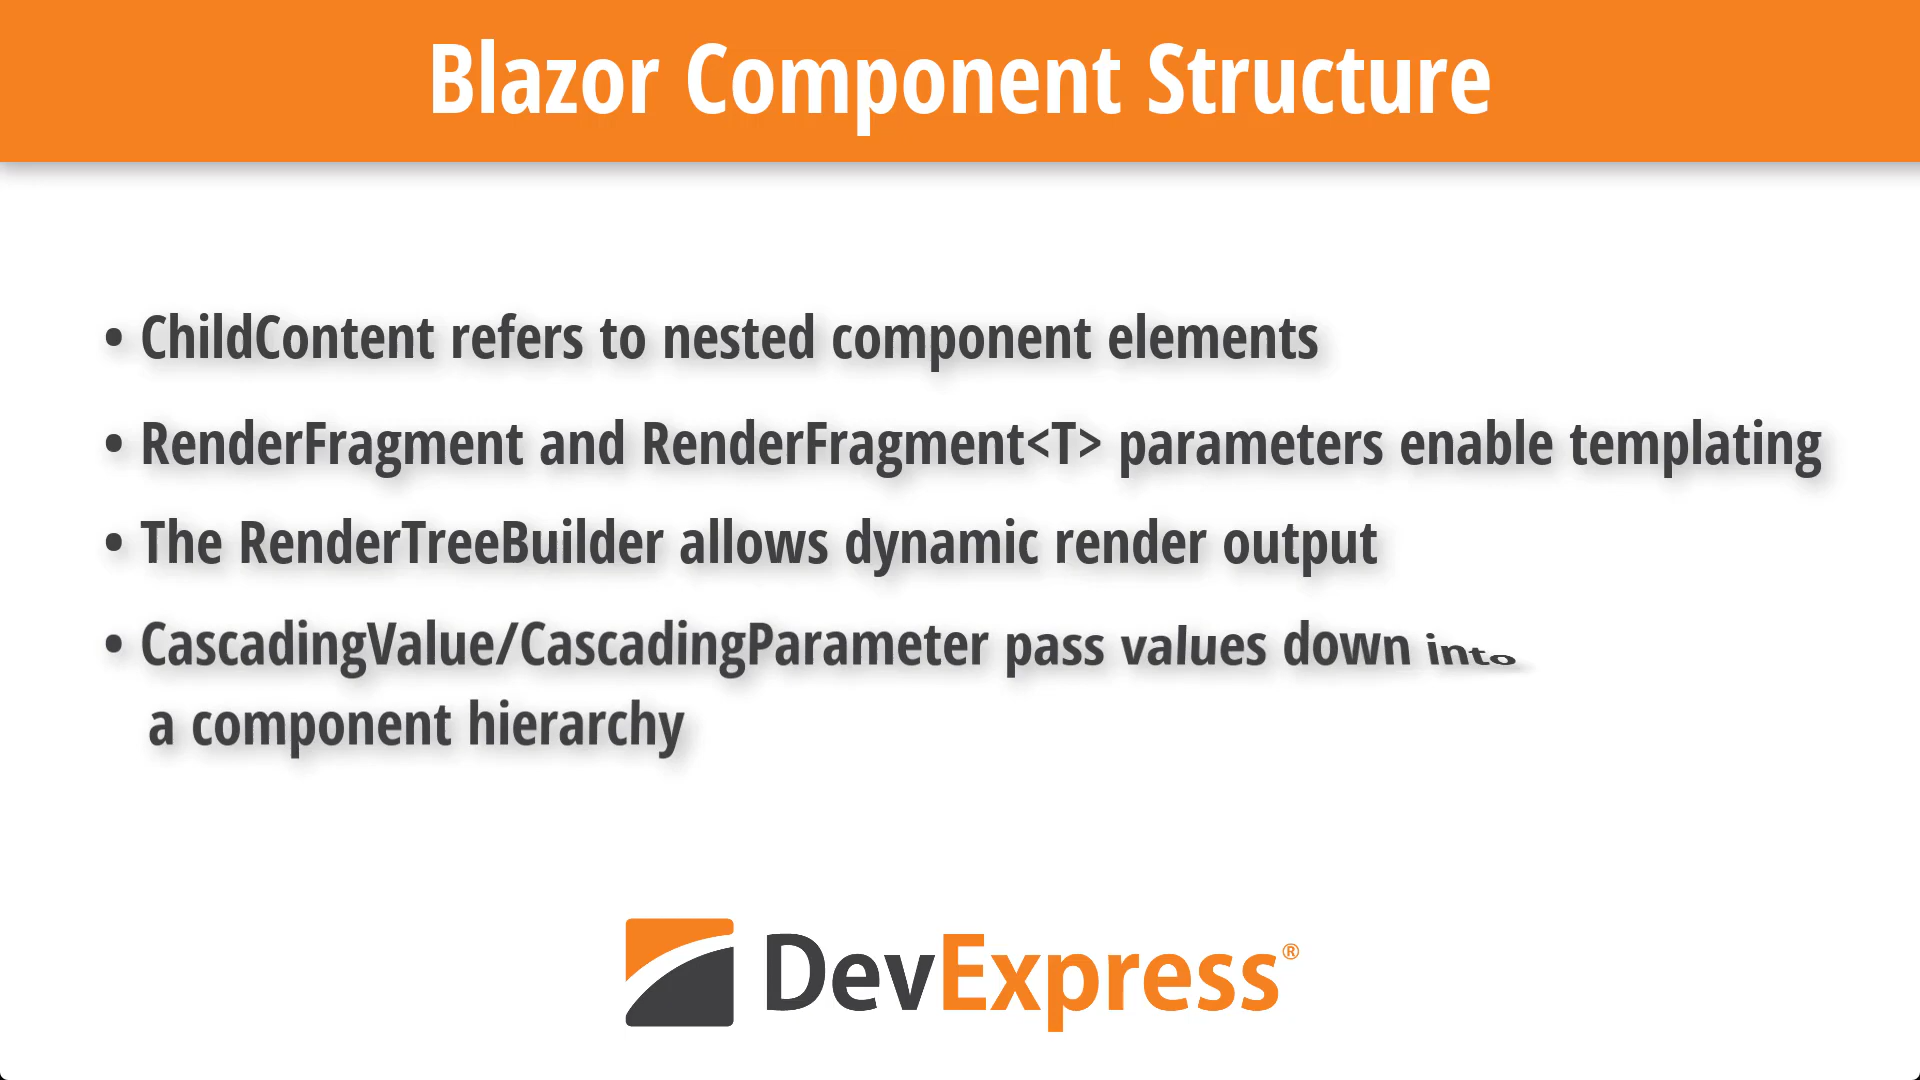 Blazor Component Structure
• ChildContent refers to nested component elements
• RenderFragment and RenderFragment<T> parameters enable templating
• The RenderTreeBuilder allows dynamic render output
• CascadingValue/CascadingParameter pass values down into
a component hierarchy
DevExpress®